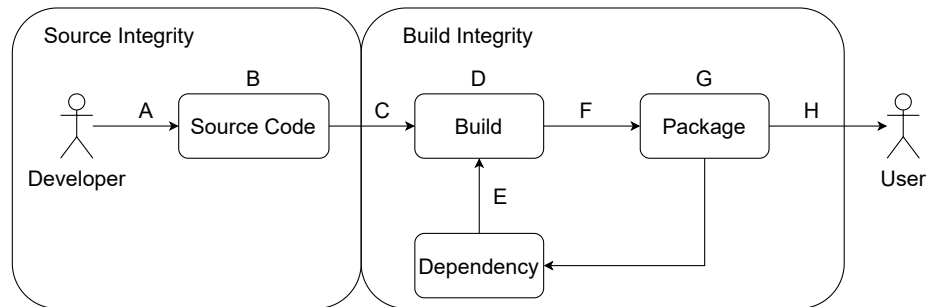 Source Integrity
Build Integrity
B
D
G
A
C
F
H
Source Code
Build
Package
Developer
User
E
Dependency